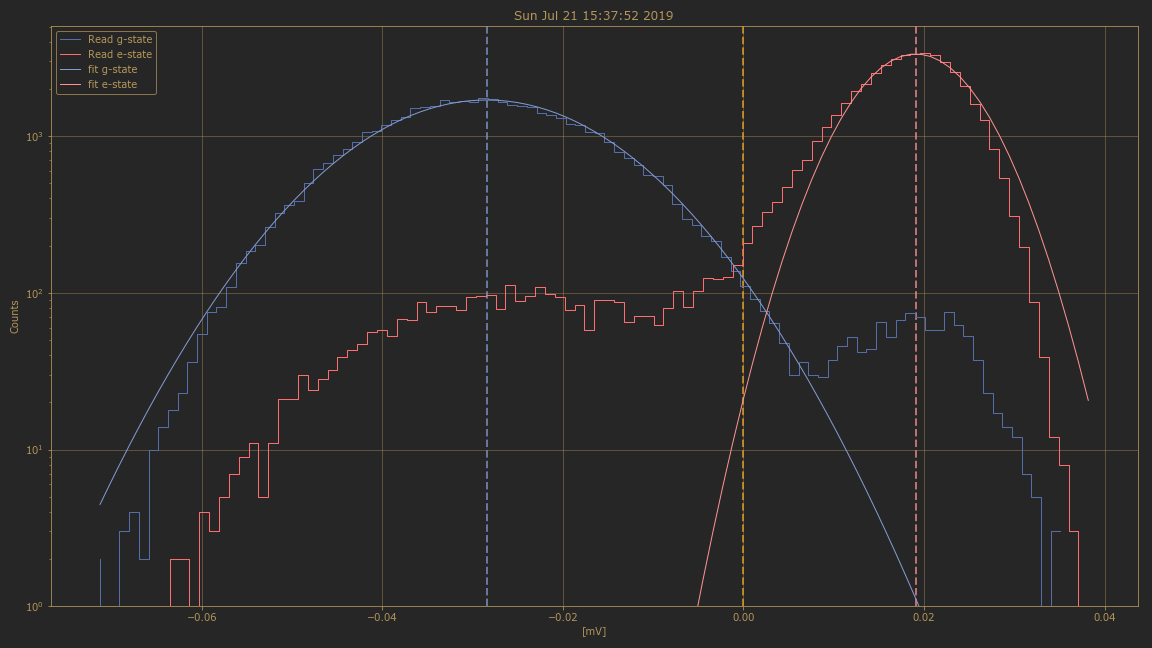 Sun Jul 21 15:37:52 2019
Read g-state
Read e-state
fit g-state
fit e-state
Counts
10³
10²
10¹
10⁰
−0.06
−0.04
−0.02
0.00
0.02
0.04
[mV]